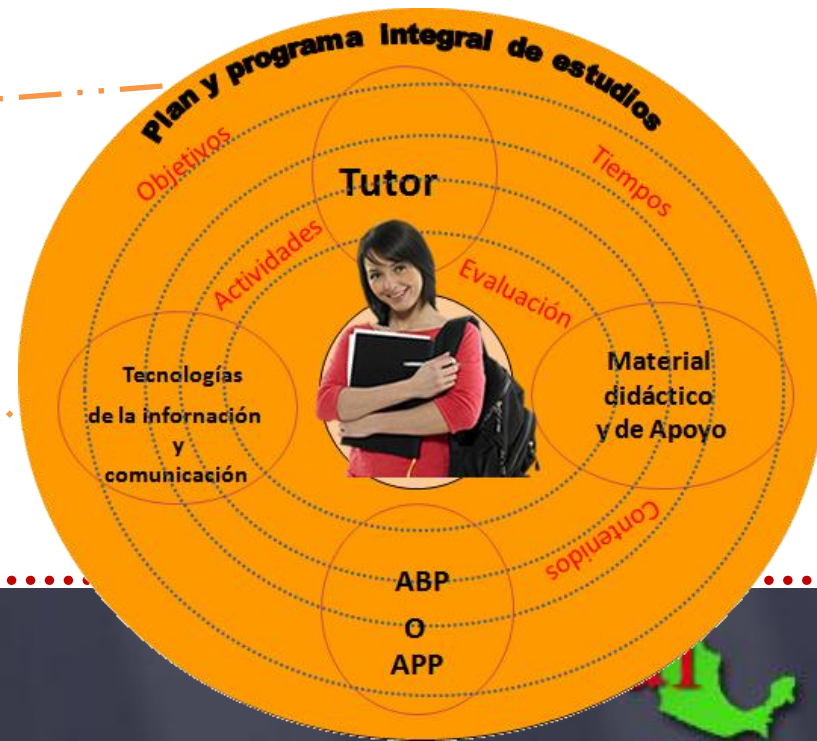 Plan y programa Integral de estudios
Objetivos
Tiempos
Tutor
Actividades
Evaluación
Tecnologías
de la infornación
y
comunicación
Material
didáctico
y de Apoyo
Contenidos
ABP
O
APP